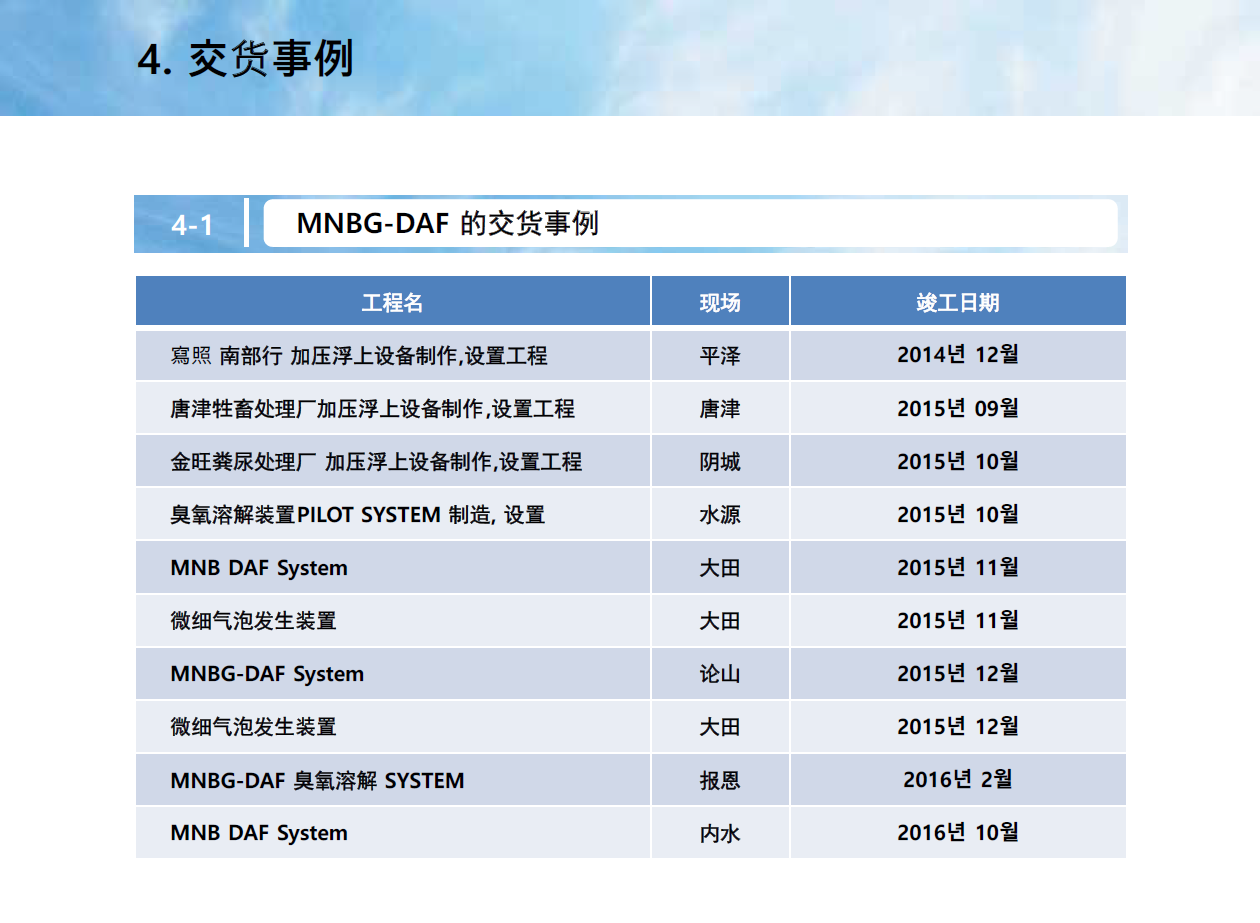 4. 交货事例
4-1 MNBG-DAF 的交货事例
工程名 现场 竣工日期
寫照 南部行 加压浮上设备制作,设置工程 平泽 2014년 12월
唐津牲畜处理厂加压浮上设备制作,设置工程 唐津 2015년 09월
金旺粪尿处理厂 加压浮上设备制作,设置工程 阴城 2015년 10월
臭氧溶解装置PILOT SYSTEM 制造, 设置 水源 2015년 10월
MNB DAF System 大田 2015년 11월
微细气泡发生装置 大田 2015년 11월
MNBG-DAF System 论山 2015년 12월
微细气泡发生装置 大田 2015년 12월
MNBG-DAF 臭氧溶解 SYSTEM 报恩 2016년 2월
MNB DAF System 内水 2016년 10월